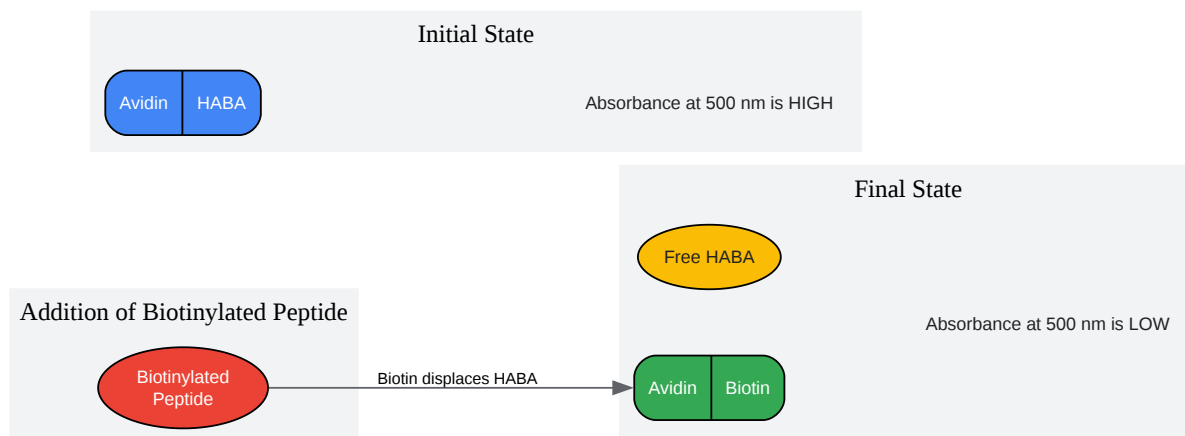 Initial State
Avidin
HABA
Absorbance at 500 nm is HIGH
Final State
Free HABA
Absorbance at 500 nm is LOW
Addition of Biotinylated Peptide
Biotinylated
Peptide
Biotin displaces HABA
Avidin
Biotin